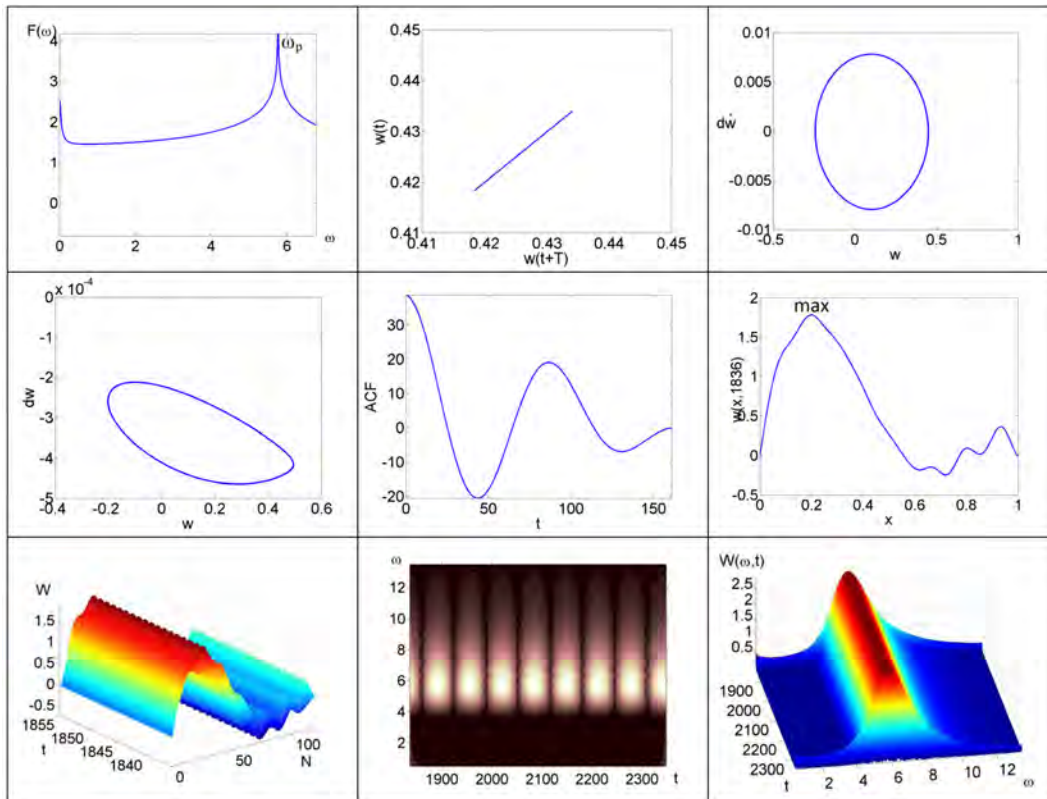 F(ω)
4
3
2
1
0
ωp
0 2 4 6 ω
0.45
0.44
0.43
0.42
0.41
w(t)
0.41 0.42 0.43 0.44 0.45
w(t+T)
0.01
0.005
0
-0.005
-0.01
dẇ
-0.5 0 0.5 1
w
x 10⁻⁴
0
-1
-2
-3
-4
-5
dw
-0.4 -0.2 0 0.2 0.4 0.6
w
30
20
10
0
-10
-20
ACF
0 50 100 150
t
2
1.5
1
0.5
0
-0.5
w(x,1836)
max
0 0.2 0.4 0.6 0.8 1
x
W
1.5
1
0.5
0
-0.5
1855
1850
1845
1840
t
0 50 100
N
ω
12
10
8
6
4
2
1900 2000 2100 2200 2300 t
W(ω,t)
2.5
2
1.5
1
0.5
1900
2000
2100
2200
2300
t
2 4 6 8 10 12 ω